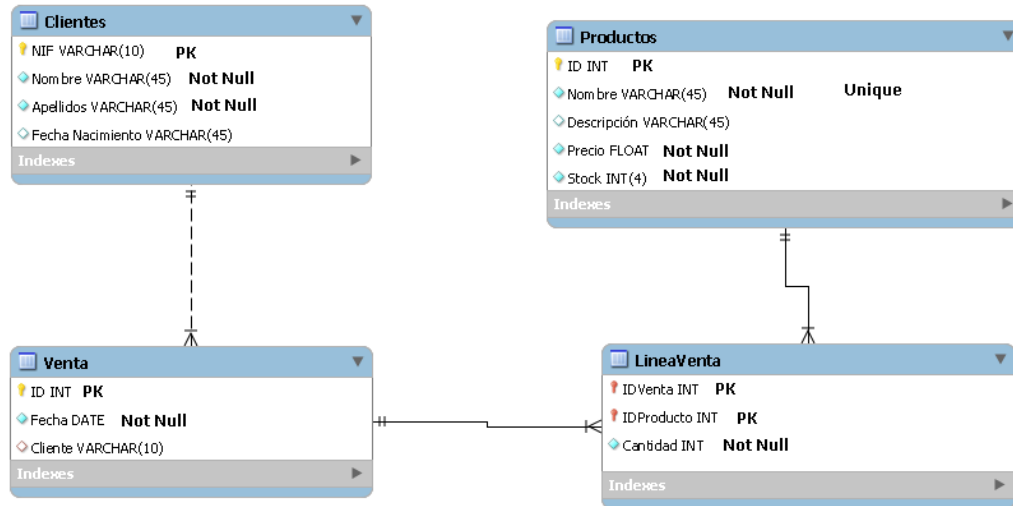 Clientes
NIF VARCHAR(10) PK
Nombre VARCHAR(45) Not Null
Apellidos VARCHAR(45) Not Null
Fecha Nacimiento VARCHAR(45)
Indexes
Productos
ID INT PK
Nombre VARCHAR(45) Not Null Unique
Descripción VARCHAR(45)
Precio FLOAT Not Null
Stock INT(4) Not Null
Indexes
Venta
ID INT PK
Fecha DATE Not Null
Cliente VARCHAR(10)
Indexes
LineaVenta
IDVenta INT PK
IDProducto INT PK
Cantidad INT Not Null
Indexes